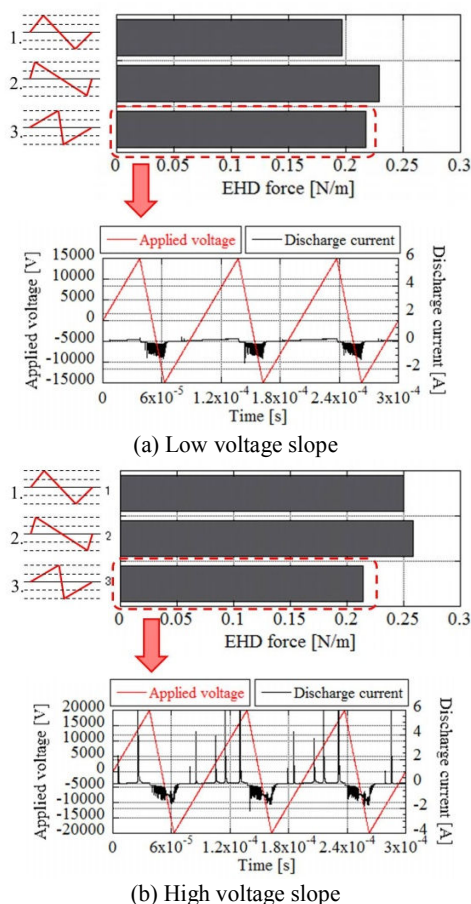 1.
2.
3.
0 0.05 0.1 0.15 0.2 0.25 0.3
EHD force [N/m]
Applied voltage Discharge current
Applied voltage [V]
15000
10000
5000
0
-5000
-10000
-15000
6
4
2
0
-2
-4
Discharge current [A]
6x10-5 1.2x10-4 1.8x10-4 2.4x10-4 3x10-4
Time [s]
(a) Low voltage slope
1. 1
2. 2
3. 3
0 0.05 0.1 0.15 0.2 0.25 0.3
EHD force [N/m]
Applied voltage Discharge current
Applied voltage [V]
20000
15000
10000
5000
0
-5000
-10000
-15000
-20000
6
4
2
0
-2
-4
Discharge current [A]
6x10-5 1.2x10-4 1.8x10-4 2.4x10-4 3x10-4
Time [s]
(b) High voltage slope